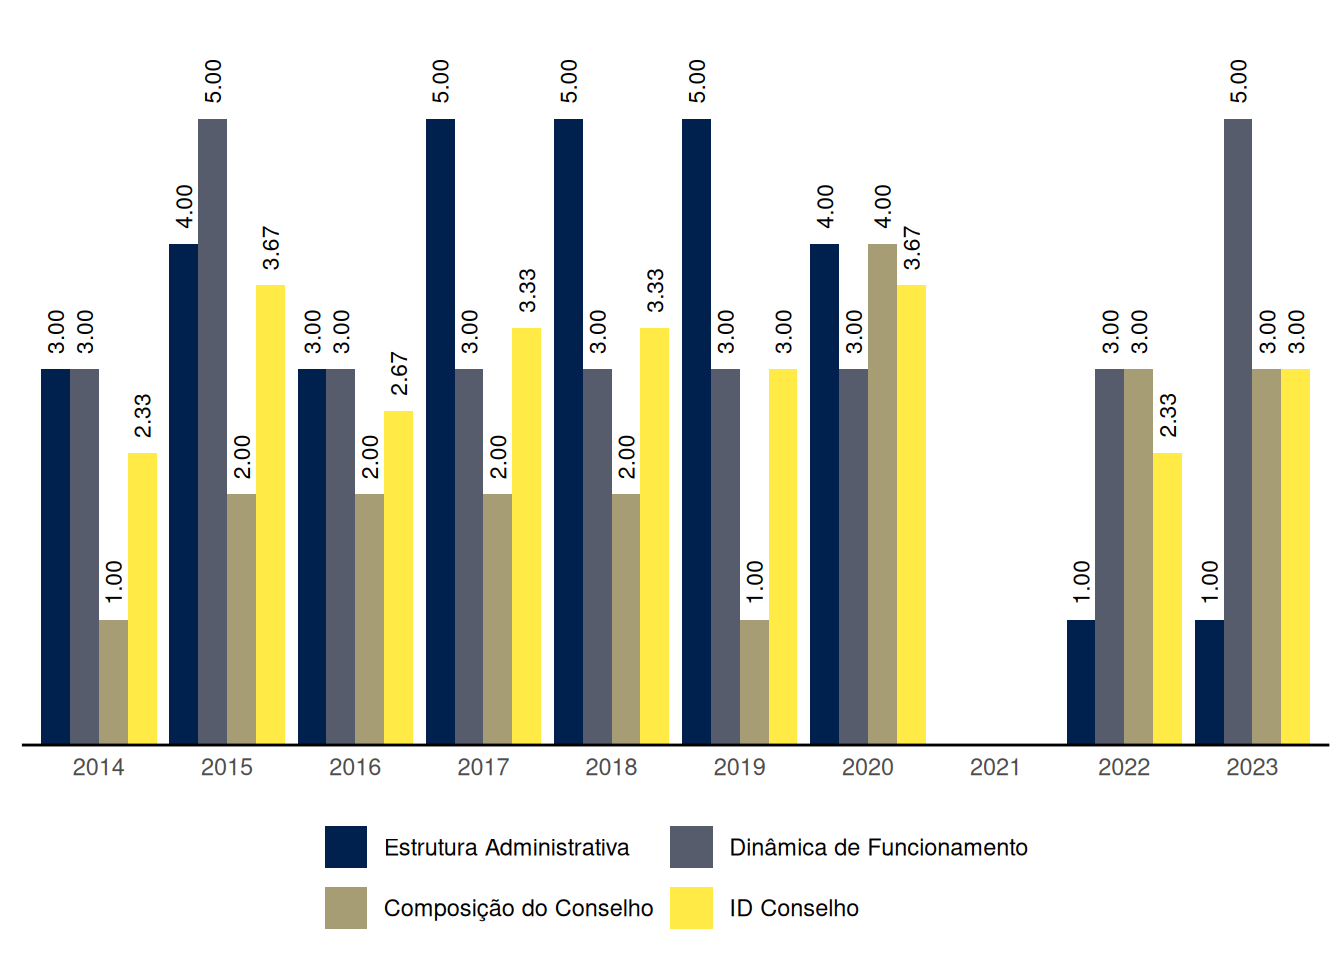 5.00 5.00 5.00 5.00 5.00
4.00 4.00 4.00
3.67 3.67
3.33 3.33
3.00 3.00 3.00 3.00 3.00 3.00 3.00 3.00 3.00 3.00 3.00 3.00 3.00
2.67
2.33 2.33
2.00 2.00 2.00 2.00
1.00 1.00 1.00 1.00
2014 2015 2016 2017 2018 2019 2020 2021 2022 2023
Estrutura Administrativa Dinâmica de Funcionamento
Composição do Conselho ID Conselho